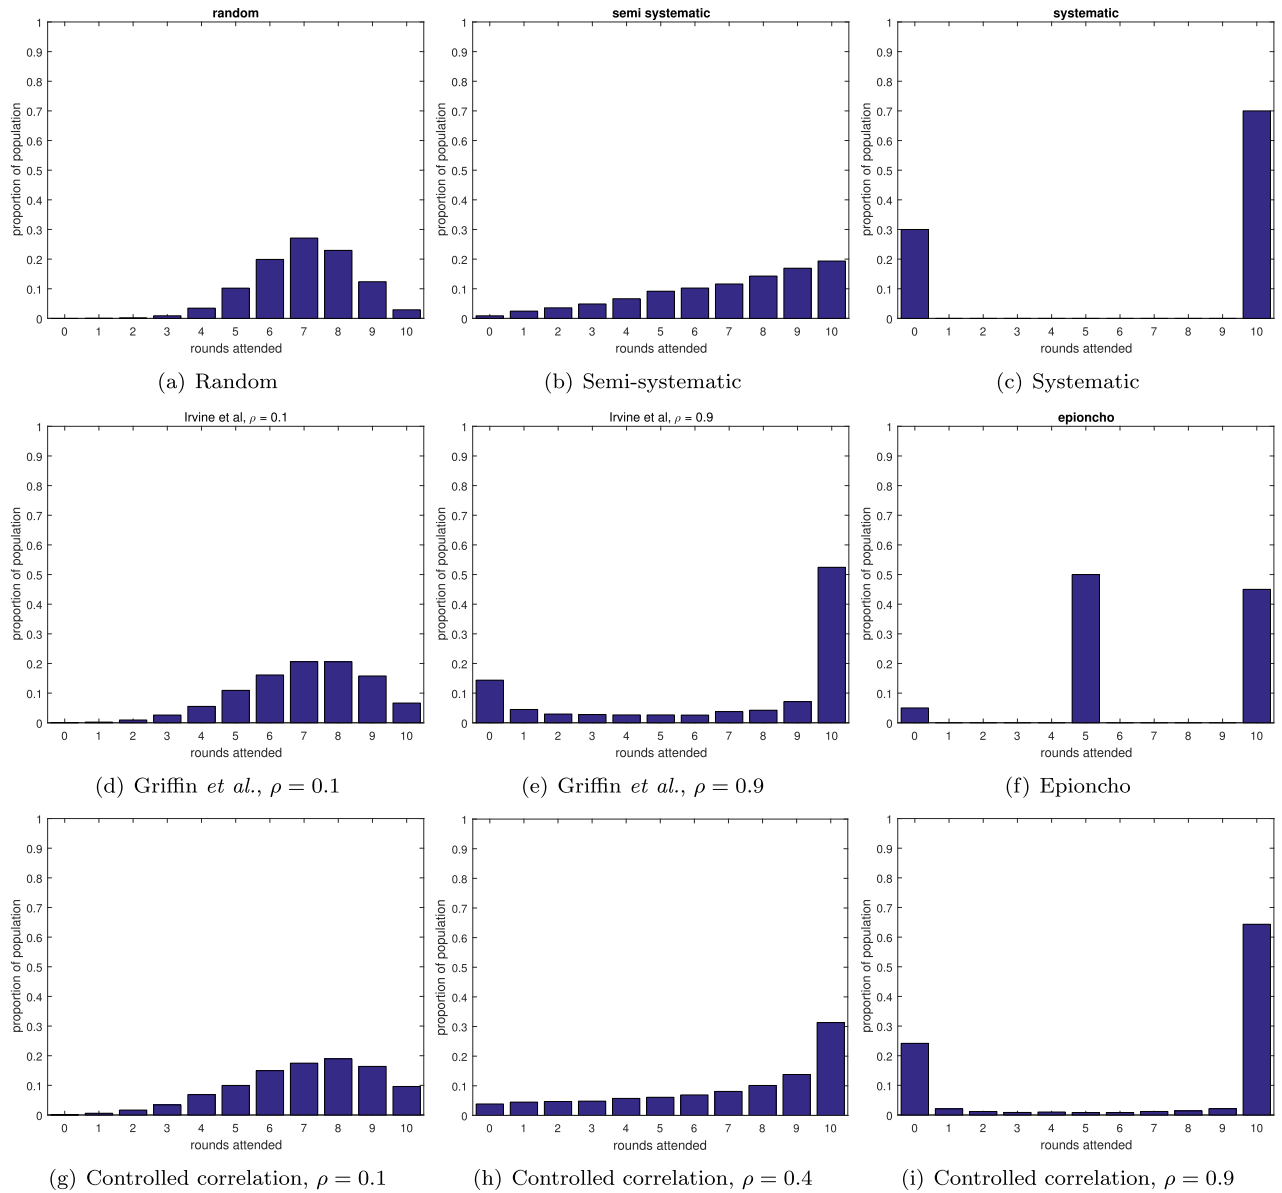 random
1
0.9
0.8
0.7
0.6
0.5
0.4
0.3
0.2
0.1
0
proportion of population
0 1 2 3 4 5 6 7 8 9 10
rounds attended
(a) Random
semi systematic
1
0.9
0.8
0.7
0.6
0.5
0.4
0.3
0.2
0.1
0
proportion of population
0 1 2 3 4 5 6 7 8 9 10
rounds attended
(b) Semi-systematic
systematic
1
0.9
0.8
0.7
0.6
0.5
0.4
0.3
0.2
0.1
0
proportion of population
0 1 2 3 4 5 6 7 8 9 10
rounds attended
(c) Systematic
Irvine et al, ρ = 0.1
1
0.9
0.8
0.7
0.6
0.5
0.4
0.3
0.2
0.1
0
proportion of population
0 1 2 3 4 5 6 7 8 9 10
rounds attended
(d) Griffin et al., ρ = 0.1
Irvine et al, ρ = 0.9
1
0.9
0.8
0.7
0.6
0.5
0.4
0.3
0.2
0.1
0
proportion of population
0 1 2 3 4 5 6 7 8 9 10
rounds attended
(e) Griffin et al., ρ = 0.9
epioncho
1
0.9
0.8
0.7
0.6
0.5
0.4
0.3
0.2
0.1
0
proportion of population
0 1 2 3 4 5 6 7 8 9 10
rounds attended
(f) Epioncho
1
0.9
0.8
0.7
0.6
0.5
0.4
0.3
0.2
0.1
0
proportion of population
0 1 2 3 4 5 6 7 8 9 10
rounds attended
(g) Controlled correlation, ρ = 0.1
1
0.9
0.8
0.7
0.6
0.5
0.4
0.3
0.2
0.1
0
proportion of population
0 1 2 3 4 5 6 7 8 9 10
rounds attended
(h) Controlled correlation, ρ = 0.4
1
0.9
0.8
0.7
0.6
0.5
0.4
0.3
0.2
0.1
0
proportion of population
0 1 2 3 4 5 6 7 8 9 10
rounds attended
(i) Controlled correlation, ρ = 0.9